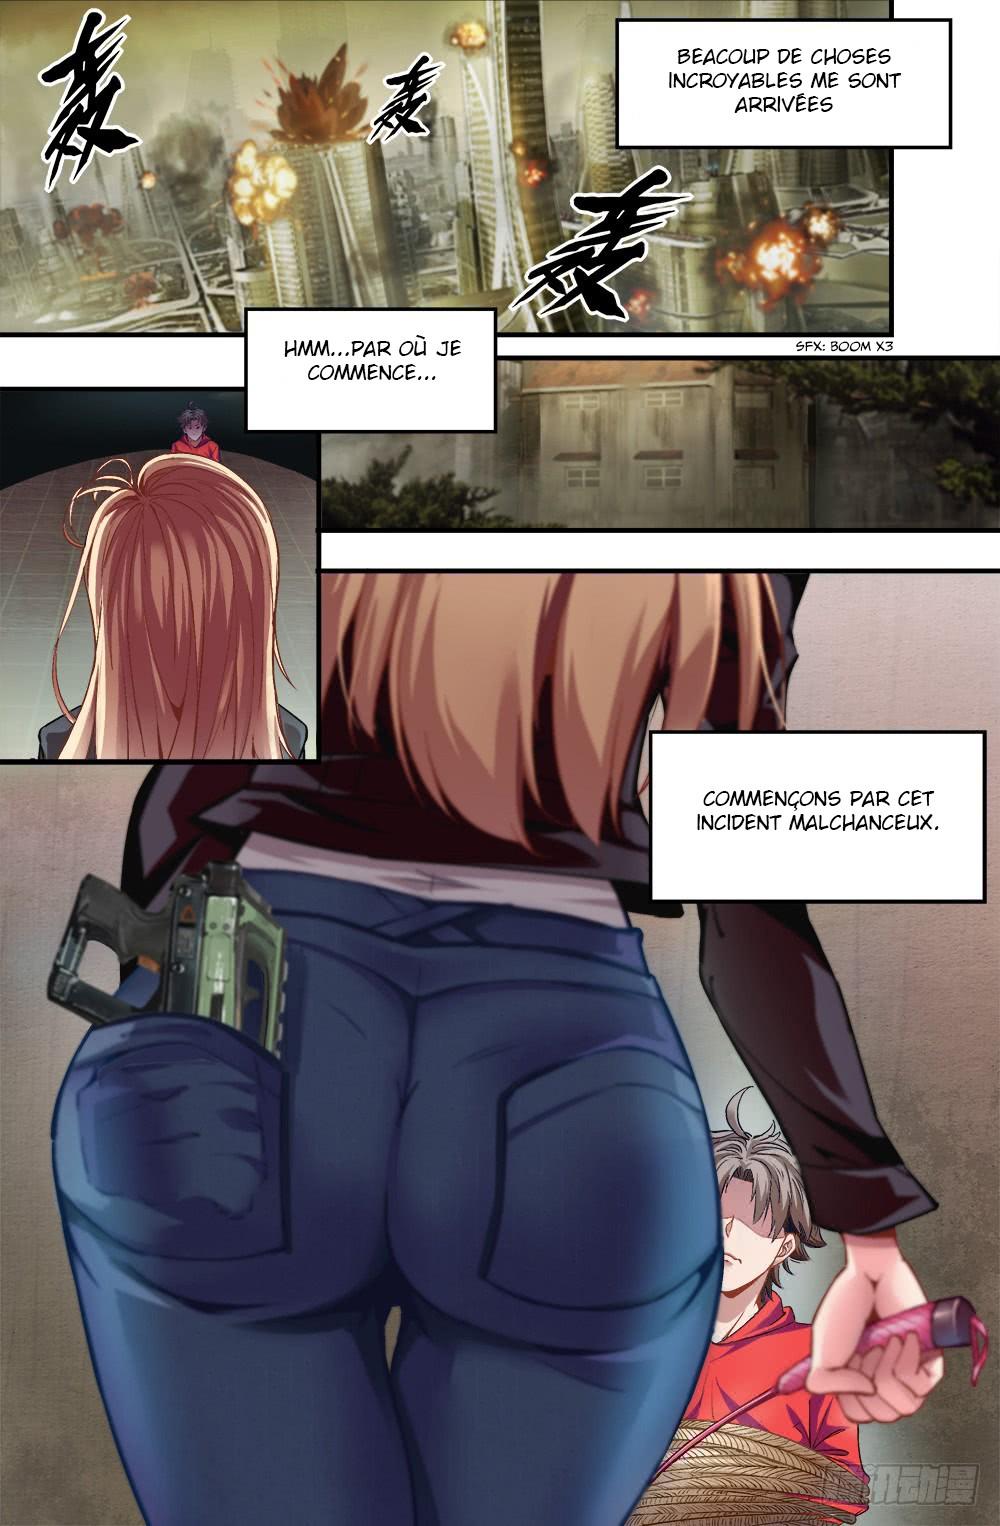 BEACOUP DE CHOSES
INCROYABLES ME SONT
ARRIVÉES
轰
轰
轰
SFX: BOOM X3
HMM...PAR OÙ JE
COMMENCE...
COMMENÇONS PAR CET
INCIDENT MALCHANCEUX.